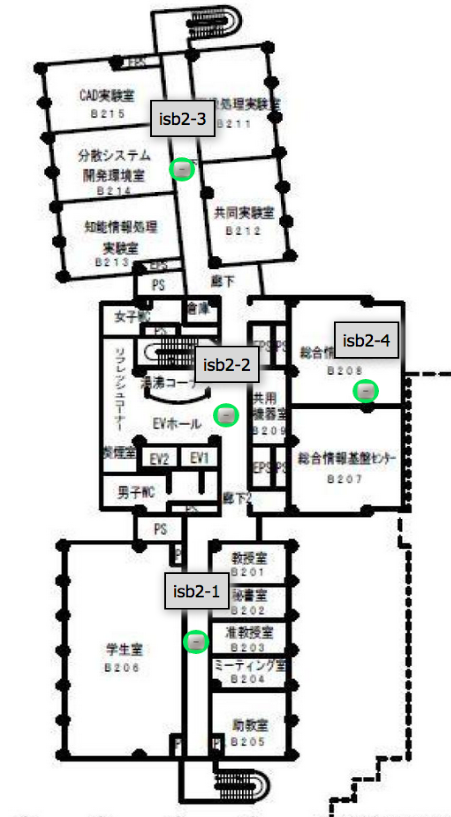 EPS
CAD実験室
B215
処理実験室
B211
isb2-3
分散システム
開発環境室
B214
共同実験室
B212
知能情報処理
実験室
B213
EPS
PS
廊下
倉庫
女子WC
PS
EPS
PS
総合情
B208
isb2-4
isb2-2
リフレッシュコーナー
湯沸コーナ
共用
機器室
B209
EVホール
喫煙室
EV2
EV1
EPS
PS
総合情報基盤センター
B207
男子WC
PS
廊下2
PS
教授室
B201
isb2-1
秘書室
B202
准教授室
B203
学生室
B206
ミーティング室
B204
助教室
B205